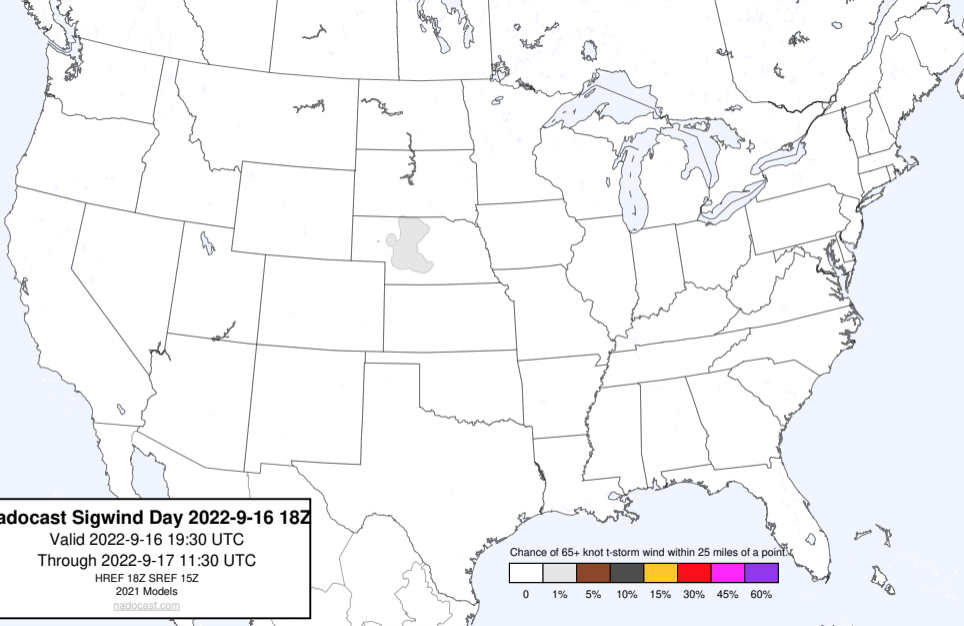 adocast Sigwind Day 2022-9-16 18Z
Valid 2022-9-16 19:30 UTC
Through 2022-9-17 11:30 UTC
HREF 18Z SREF 15Z
2021 Models
nadocast.com
Chance of 65+ knot t-storm wind within 25 miles of a point.
0 1% 5% 10% 15% 30% 45% 60%